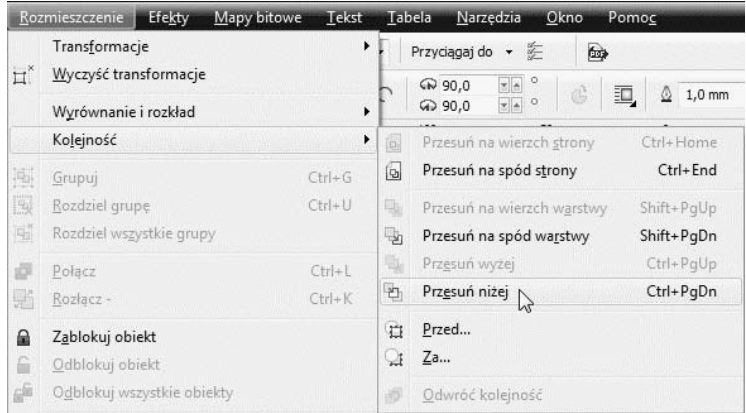 Rozmieszczenie Efekty Mapy bitowe Tekst Tabela Narzędzia Okno Pomoc
Transformacje
Wyczyść transformacje
Wyrównanie i rozkład
Kolejność
Grupuj Ctrl+G
Rozdziel grupę Ctrl+U
Rozdziel wszystkie grupy
Połącz Ctrl+L
Rozłącz - Ctrl+K
Zablokuj obiekt
Odblokuj obiekt
Odblokuj wszystkie obiekty
Przyciągaj do
90,0 °
90,0 °
1,0 mm
Przesuń na wierzch strony Ctrl+Home
Przesuń na spód strony Ctrl+End
Przesuń na wierzch warstwy Shift+PgUp
Przesuń na spód warstwy Shift+PgDn
Przesuń wyżej Ctrl+PgUp
Przesuń niżej Ctrl+PgDn
Przed...
Za...
Odwróć kolejność